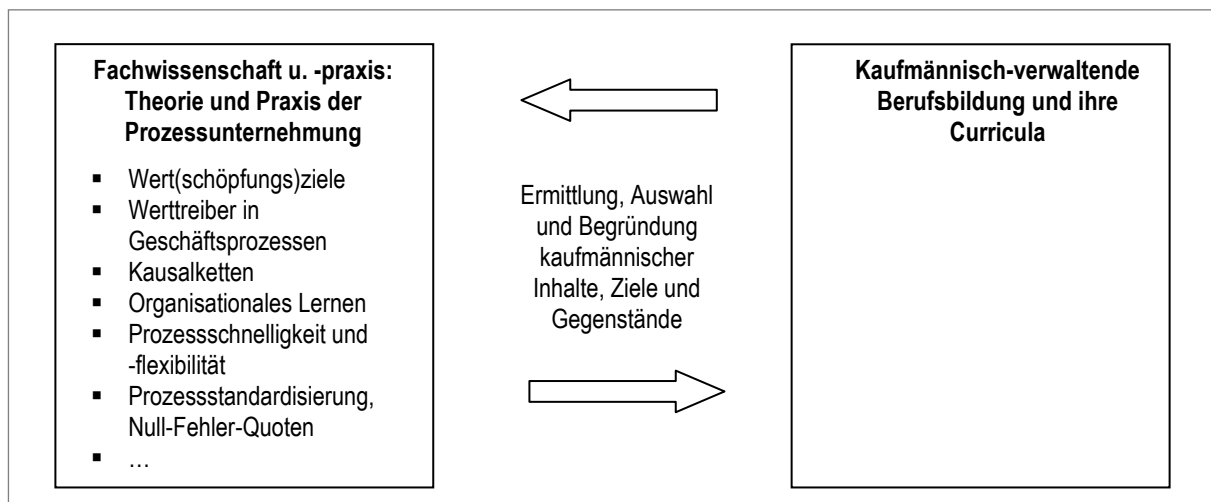 Fachwissenschaft u. -praxis:
Theorie und Praxis der
Prozessunternehmung
▪ Wert(schöpfungs)ziele
▪ Werttreiber in
Geschäftsprozessen
▪ Kausalketten
▪ Organisationales Lernen
▪ Prozessschnelligkeit und
-flexibilität
▪ Prozessstandardisierung,
Null-Fehler-Quoten
▪ …
Ermittlung, Auswahl
und Begründung
kaufmännischer
Inhalte, Ziele und
Gegenstände
Kaufmännisch-verwaltende
Berufsbildung und ihre
Curricula